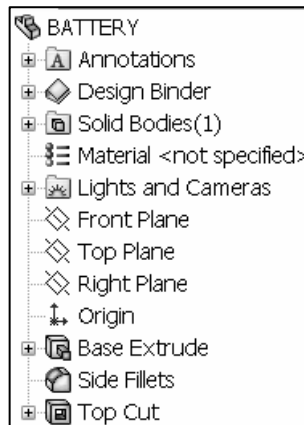 BATTERY
Annotations
Design Binder
Solid Bodies(1)
Material <not specified>
Lights and Cameras
Front Plane
Top Plane
Right Plane
Origin
Base Extrude
Side Fillets
Top Cut